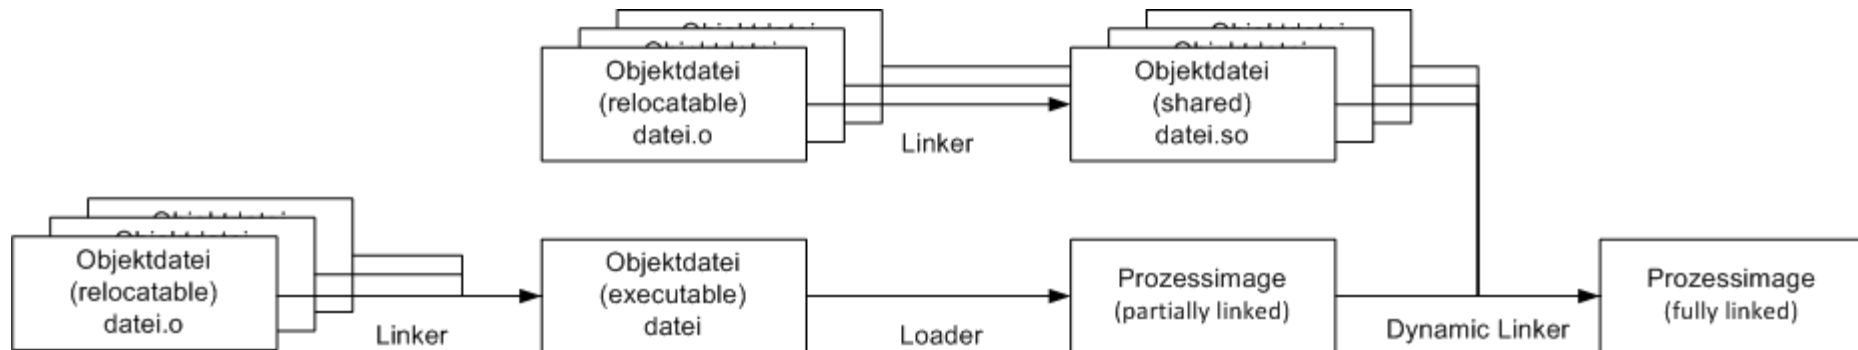 Objektdatei
(relocatable)
datei.o
Linker
Objektdatei
(shared)
datei.so
Objektdatei
(relocatable)
datei.o
Linker
Objektdatei
(executable)
datei
Loader
Prozessimage
(partially linked)
Dynamic Linker
Prozessimage
(fully linked)